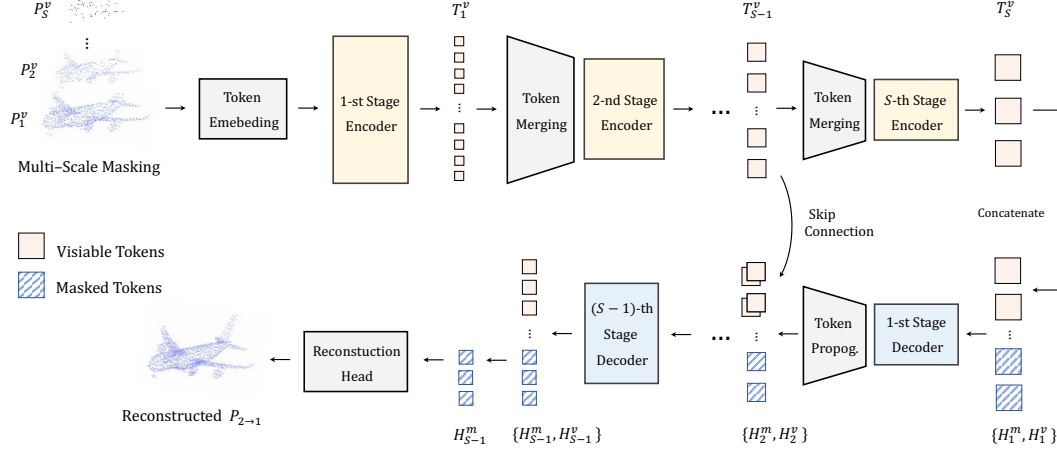 P_S^v
T_1^v
T_{S-1}^v
T_S^v
⋮
P_2^v
P_1^v
Token
Emebeding
1-st Stage
Encoder
⋮
Token
Merging
2-nd Stage
Encoder
...
⋮
Token
Merging
S-th Stage
Encoder
Multi–Scale Masking
Skip
Connection
Concatenate
Visiable Tokens
Masked Tokens
Reconstuction
Head
⋮
(S − 1)-th
Stage
Decoder
...
⋮
Token
Propog.
1-st Stage
Decoder
⋮
Reconstructed P_{2→1}
H_{S-1}^m
{H_{S-1}^m, H_{S-1}^v}
{H_2^m, H_2^v}
{H_1^m, H_1^v}